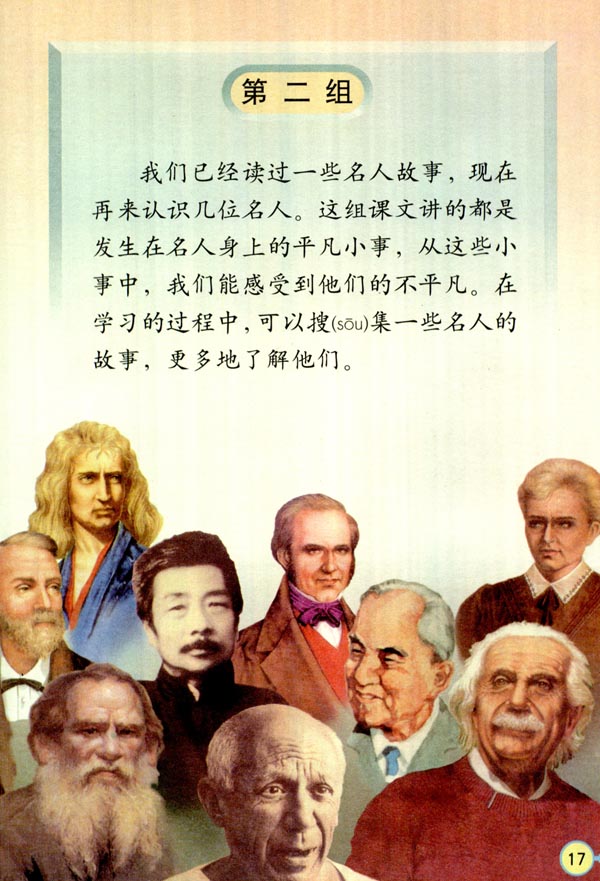 第二组
我们已经读过一些名人故事，现在
再来认识几位名人。这组课文讲的都是
发生在名人身上的平凡小事，从这些小
事中，我们能感受到他们的不平凡。在
学习的过程中，可以搜(sōu)集一些名人的
故事，更多地了解他们。
17